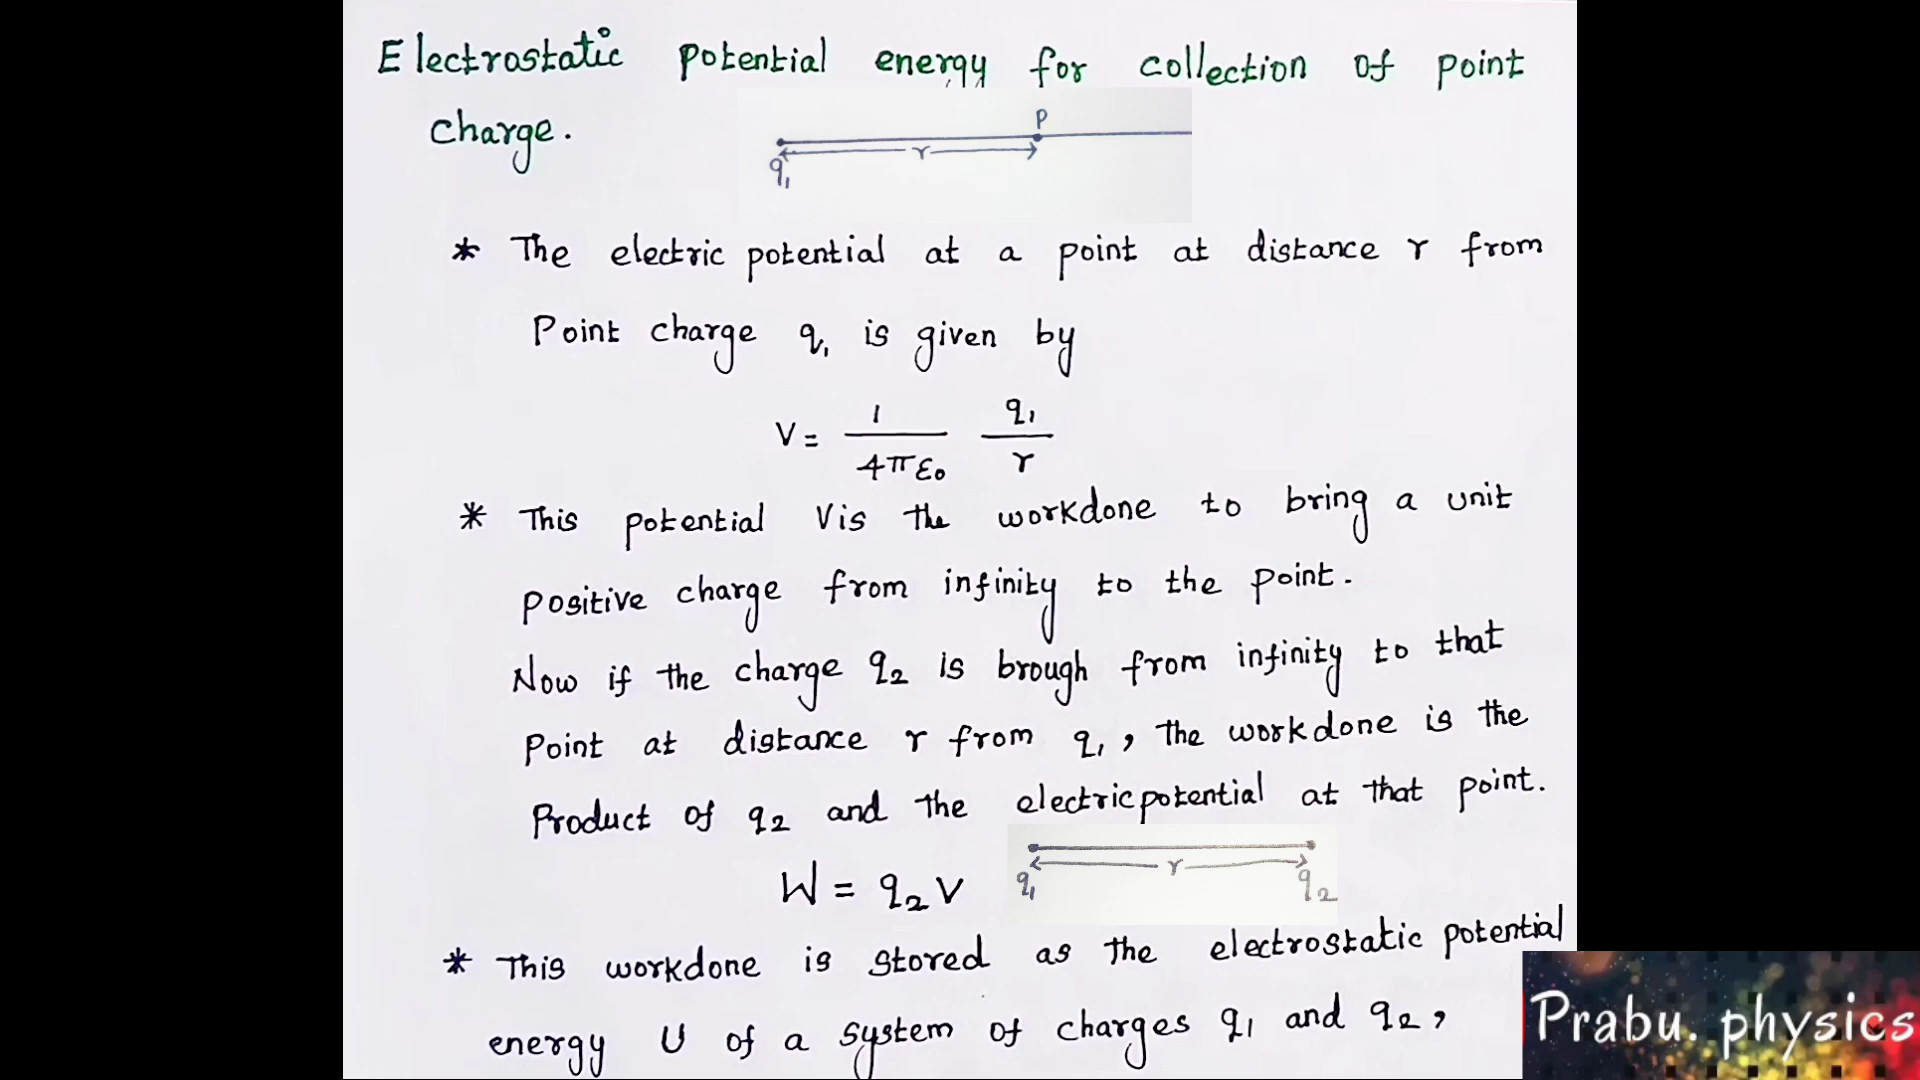 Electrostatic potential energy for collection of point
charge.
P
r
q₁
* The electric potential at a point at distance r from
Point charge q₁ is given by
V = 1/4πε₀ q₁/r
* This potential V is the workdone to bring a unit
positive charge from infinity to the point.
Now if the charge q₂ is brough from infinity to that
point at distance r from q₁, the workdone is the
Product of q₂ and the electric potential at that point.
W = q₂ V
r
q₁ q₂
* This workdone is stored as the electrostatic potential
energy U of a system of charges q₁ and q₂,
Prabu. physics